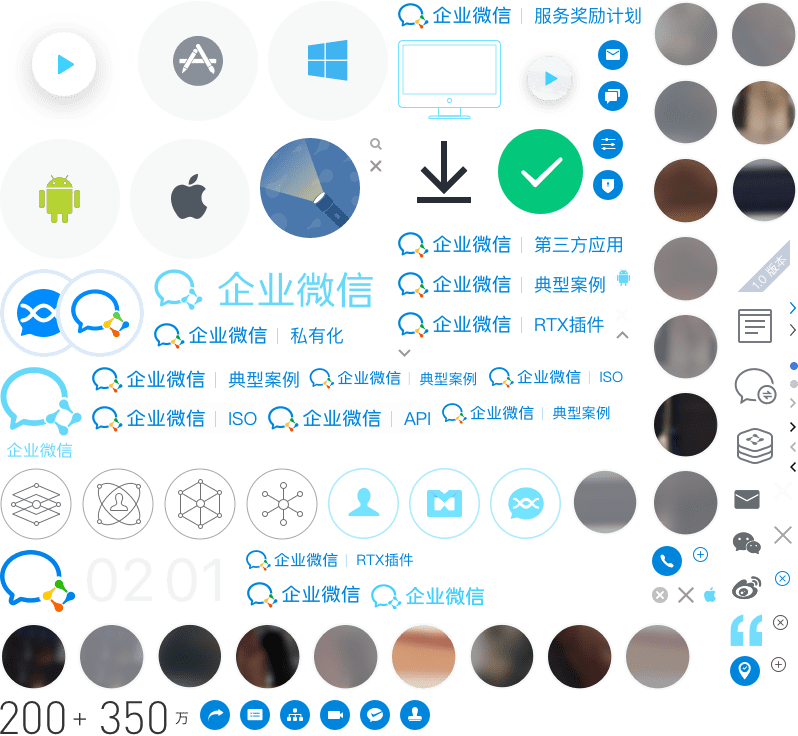 企业微信 | 服务奖励计划
企业微信 | 第三方应用
企业微信 | 典型案例
1.0 版本
企业微信
企业微信 | 私有化
企业微信 | RTX插件
企业微信 | 典型案例
企业微信 | 典型案例
企业微信 | ISO
企业微信 | ISO
企业微信 | API
企业微信 | 典型案例
企业微信
02 01
企业微信 | RTX插件
企业微信
企业微信
200+ 350万